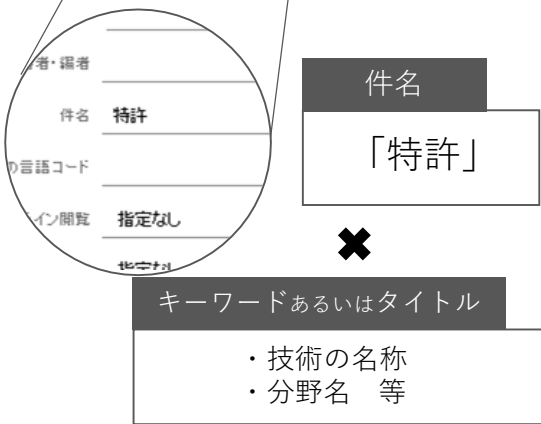 者・編者
件名 特許
の言語コード
イン閲覧 指定なし
件名
「特許」
✖
キーワードあるいはタイトル
・技術の名称
・分野名 等